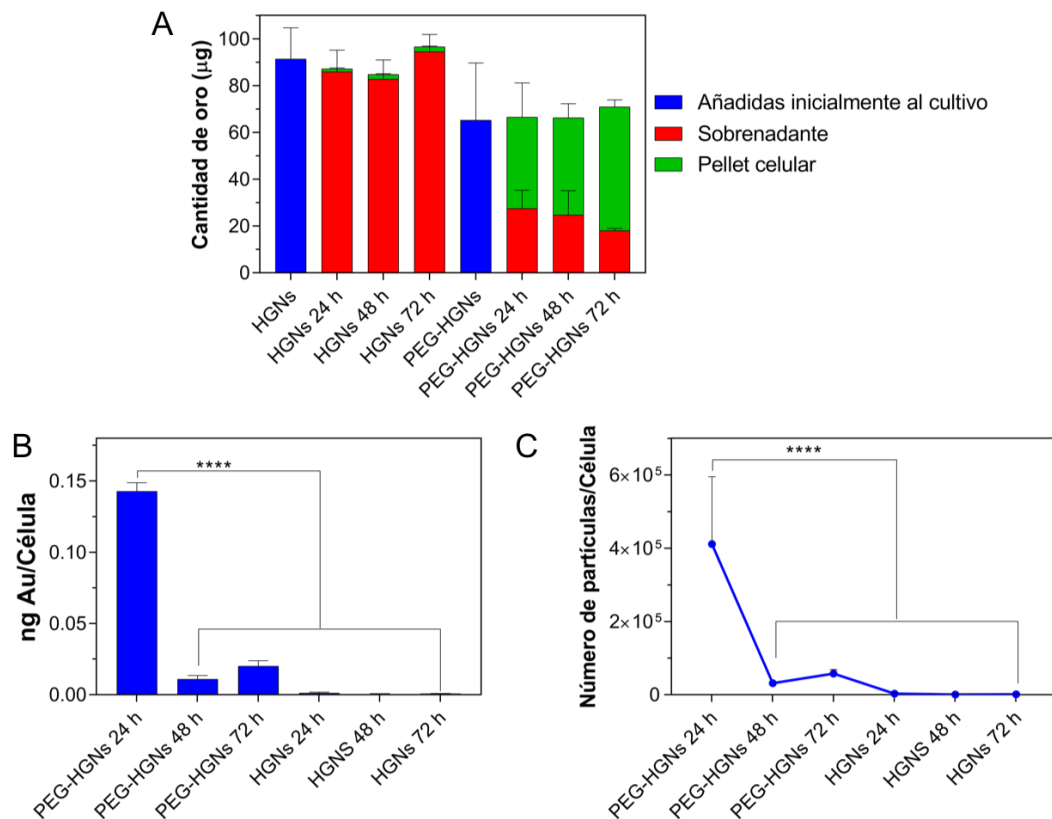 A
Cantidad de oro (µg)
100
80
60
40
20
0
HGNs
HGNs 24 h
HGNs 48 h
HGNs 72 h
PEG-HGNs
PEG-HGNs 24 h
PEG-HGNs 48 h
PEG-HGNs 72 h
Añadidas inicialmente al cultivo
Sobrenadante
Pellet celular
B
ng Au/Célula
0.15
0.10
0.05
0.00
****
PEG-HGNs 24 h
PEG-HGNs 48 h
PEG-HGNs 72 h
HGNs 24 h
HGNS 48 h
HGNs 72 h
C
Número de partículas/Célula
6×10⁵
4×10⁵
2×10⁵
0
****
PEG-HGNs 24 h
PEG-HGNs 48 h
PEG-HGNs 72 h
HGNs 24 h
HGNS 48 h
HGNs 72 h